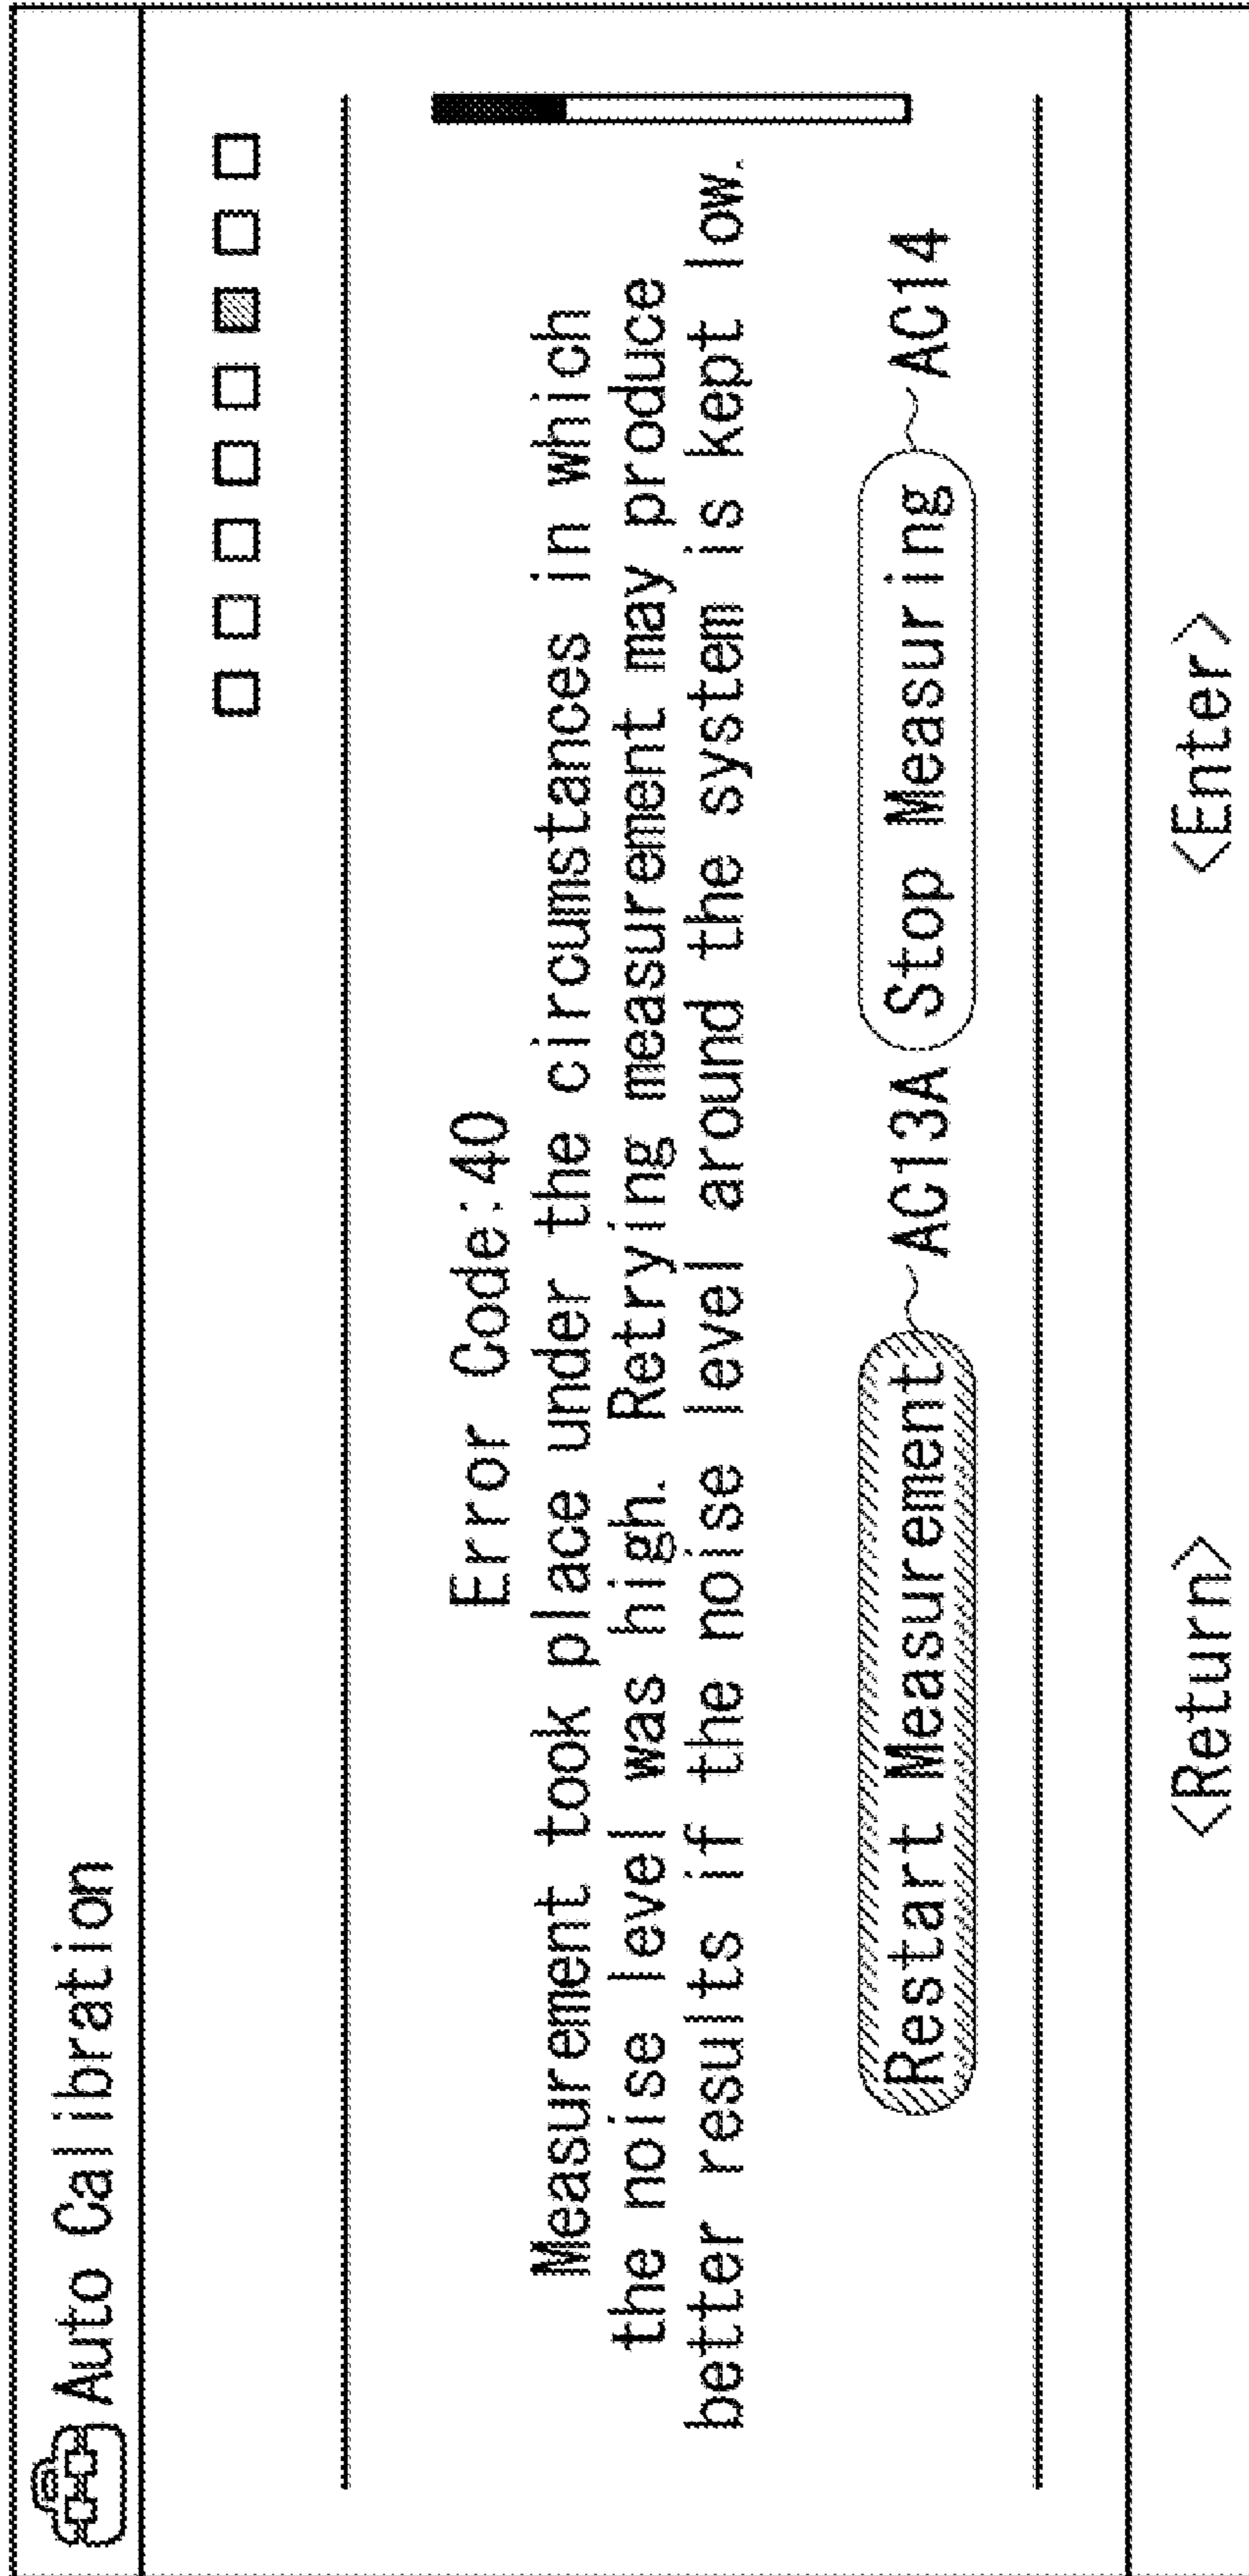 Auto Calibration
Error Code:40
Measurement took place under the circumstances in which
the noise level was high. Retrying measurement may produce
better results if the noise level around the system is kept low.
Restart Measurement AC13A Stop Measuring AC14
<Return> <Enter>